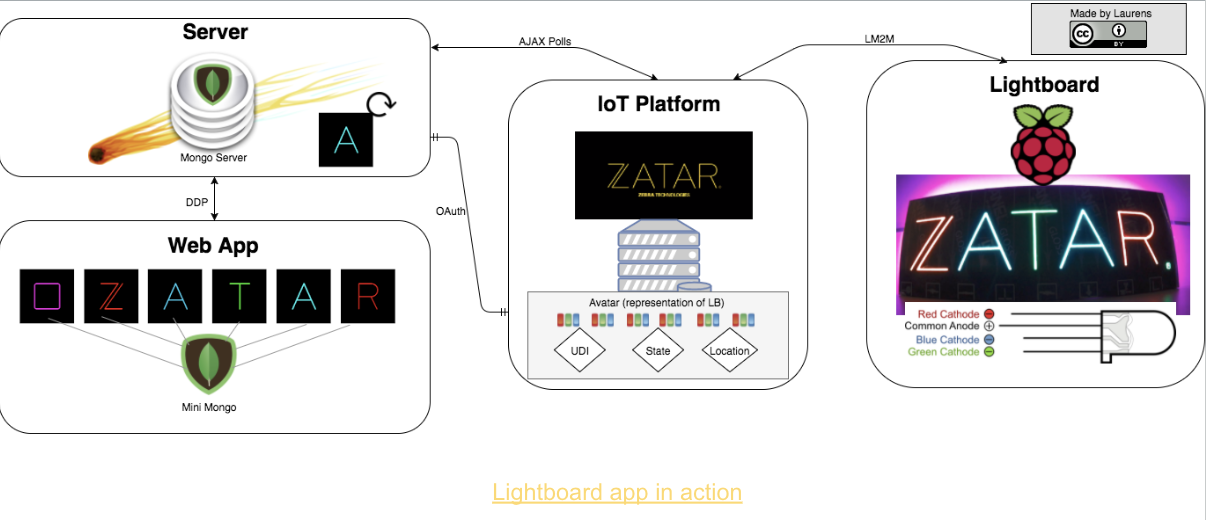 Made by Laurens
cc
BY
Server
Mongo Server
A
AJAX Polls
LM2M
DDP
OAuth
Web App
Z
A
T
A
R
Mini Mongo
IoT Platform
ZATAR.
ZEBRA TECHNOLOGIES
Avatar (representation of LB)
UDI
State
Location
Lightboard
ZATAR.
Red Cathode
Common Anode
Blue Cathode
Green Cathode
Lightboard app in action